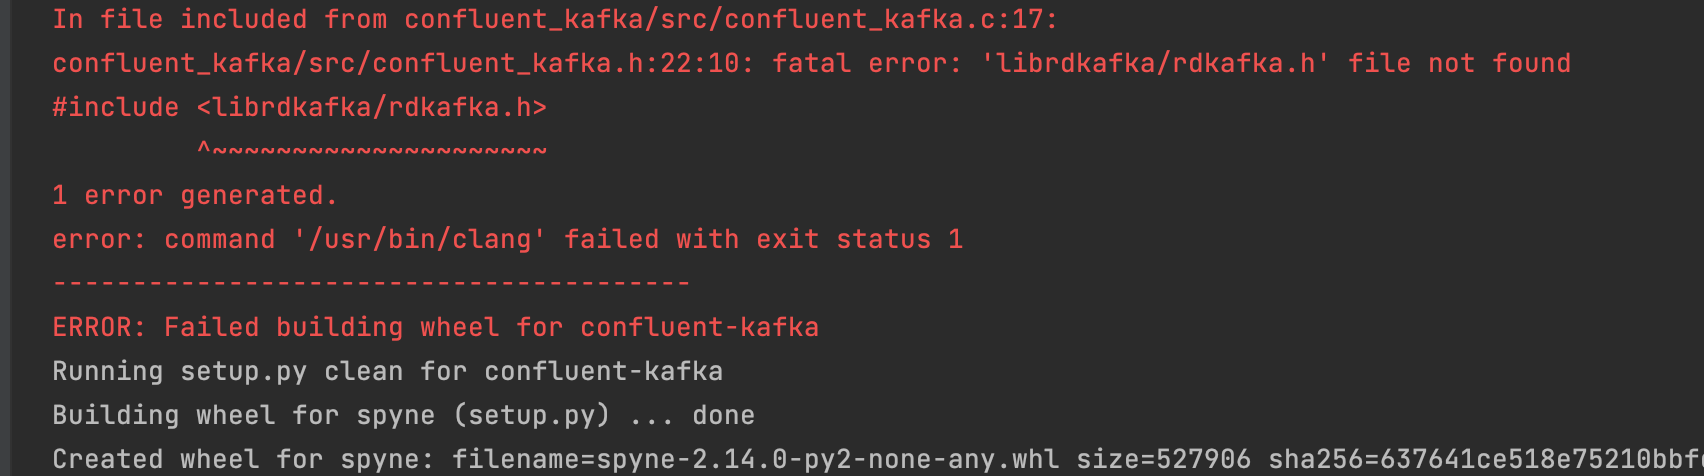 In file included from confluent_kafka/src/confluent_kafka.c:17:
confluent_kafka/src/confluent_kafka.h:22:10: fatal error: 'librdkafka/rdkafka.h' file not found
#include <librdkafka/rdkafka.h>
^~~~~~~~~~~~~~~~~~~~~~
1 error generated.
error: command '/usr/bin/clang' failed with exit status 1
----------------------------------------
ERROR: Failed building wheel for confluent-kafka
Running setup.py clean for confluent-kafka
Building wheel for spyne (setup.py) ... done
Created wheel for spyne: filename=spyne-2.14.0-py2-none-any.whl size=527906 sha256=637641ce518e75210bbf